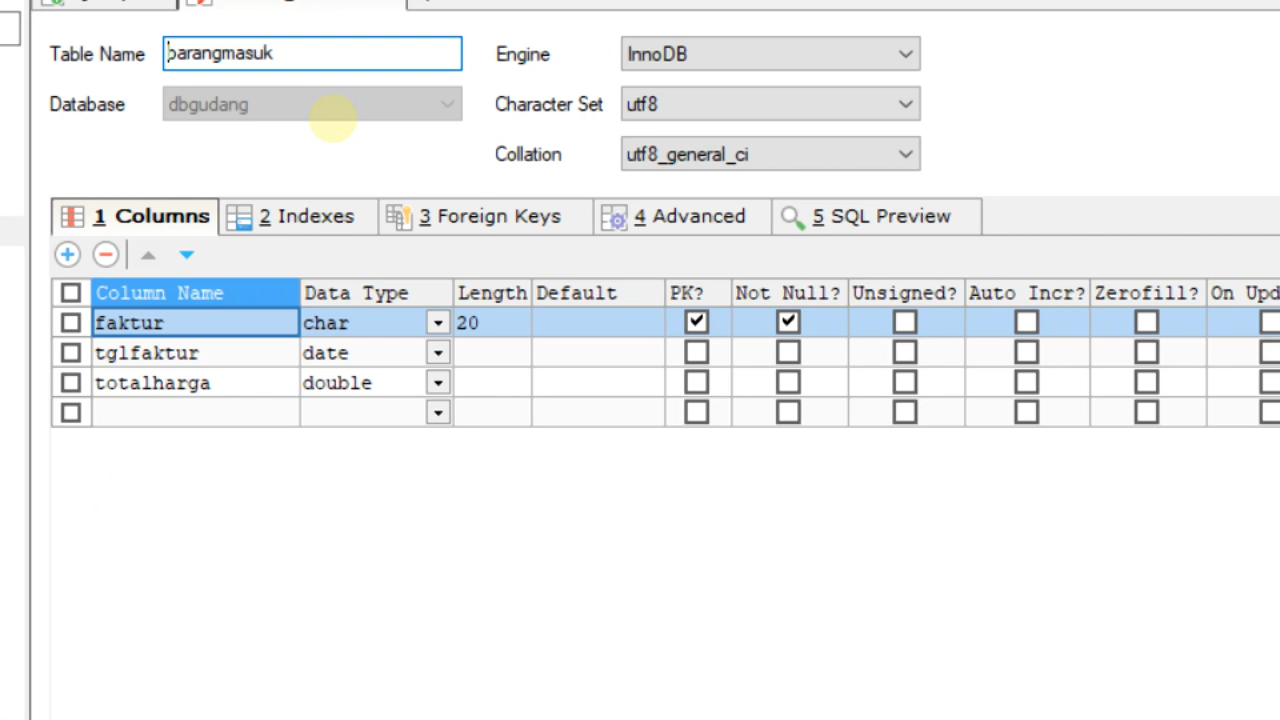 Table Name barangmasuk Engine InnoDB
Database dbgudang Character Set utf8
Collation utf8_general_ci
1 Columns 2 Indexes 3 Foreign Keys 4 Advanced 5 SQL Preview
Column Name Data Type Length Default PK? Not Null? Unsigned? Auto Incr? Zerofill? On Upd
faktur char 20
tglfaktur date
totalharga double